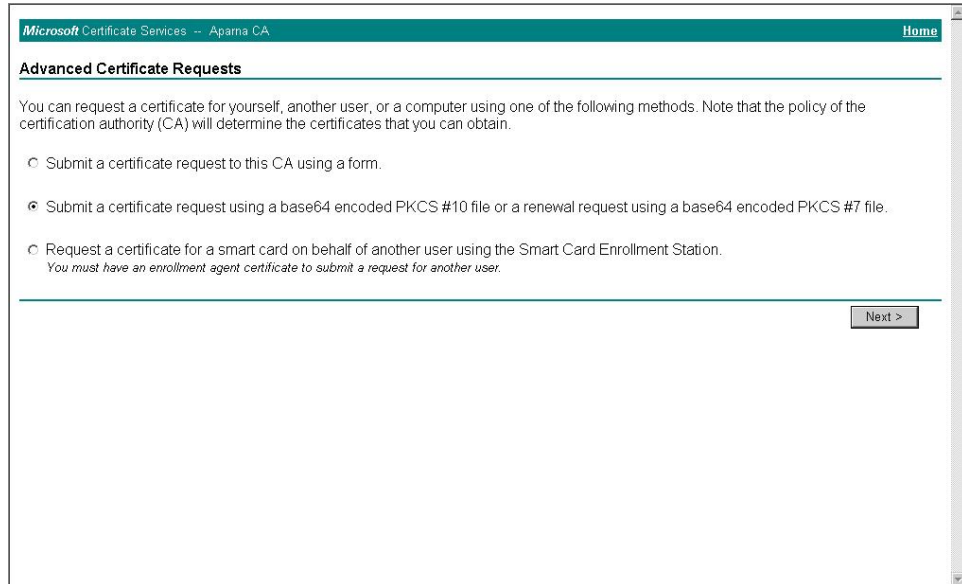 Microsoft Certificate Services -- Aparna CA Home
Advanced Certificate Requests
You can request a certificate for yourself, another user, or a computer using one of the following methods. Note that the policy of the
certification authority (CA) will determine the certificates that you can obtain.
Submit a certificate request to this CA using a form.
Submit a certificate request using a base64 encoded PKCS #10 file or a renewal request using a base64 encoded PKCS #7 file.
Request a certificate for a smart card on behalf of another user using the Smart Card Enrollment Station.
You must have an enrollment agent certificate to submit a request for another user.
Next >